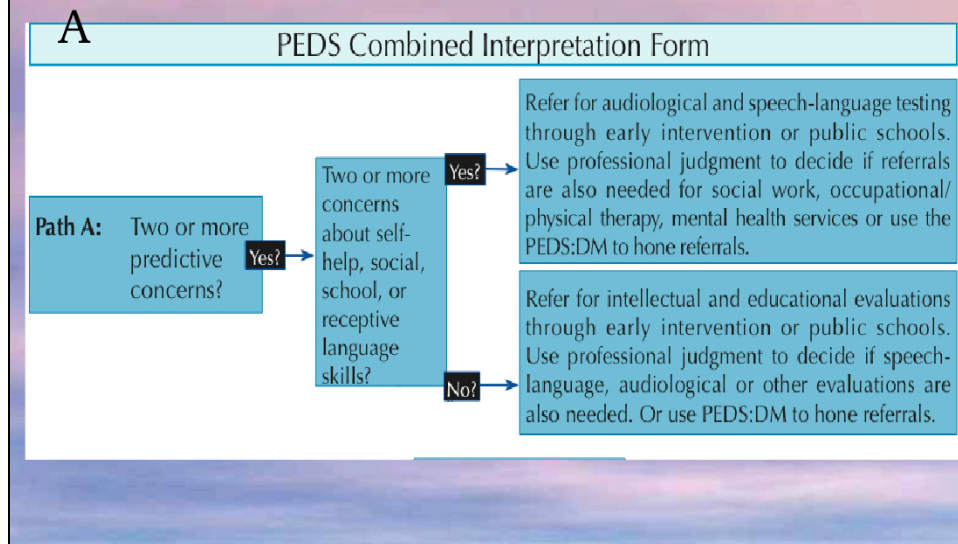 A
PEDS Combined Interpretation Form
Path A: Two or more
predictive
concerns?
Yes?
Two or more
concerns
about self-
help, social,
school, or
receptive
language
skills?
Yes?
Refer for audiological and speech-language testing
through early intervention or public schools.
Use professional judgment to decide if referrals
are also needed for social work, occupational/
physical therapy, mental health services or use the
PEDS:DM to hone referrals.
No?
Refer for intellectual and educational evaluations
through early intervention or public schools.
Use professional judgment to decide if speech-
language, audiological or other evaluations are
also needed. Or use PEDS:DM to hone referrals.